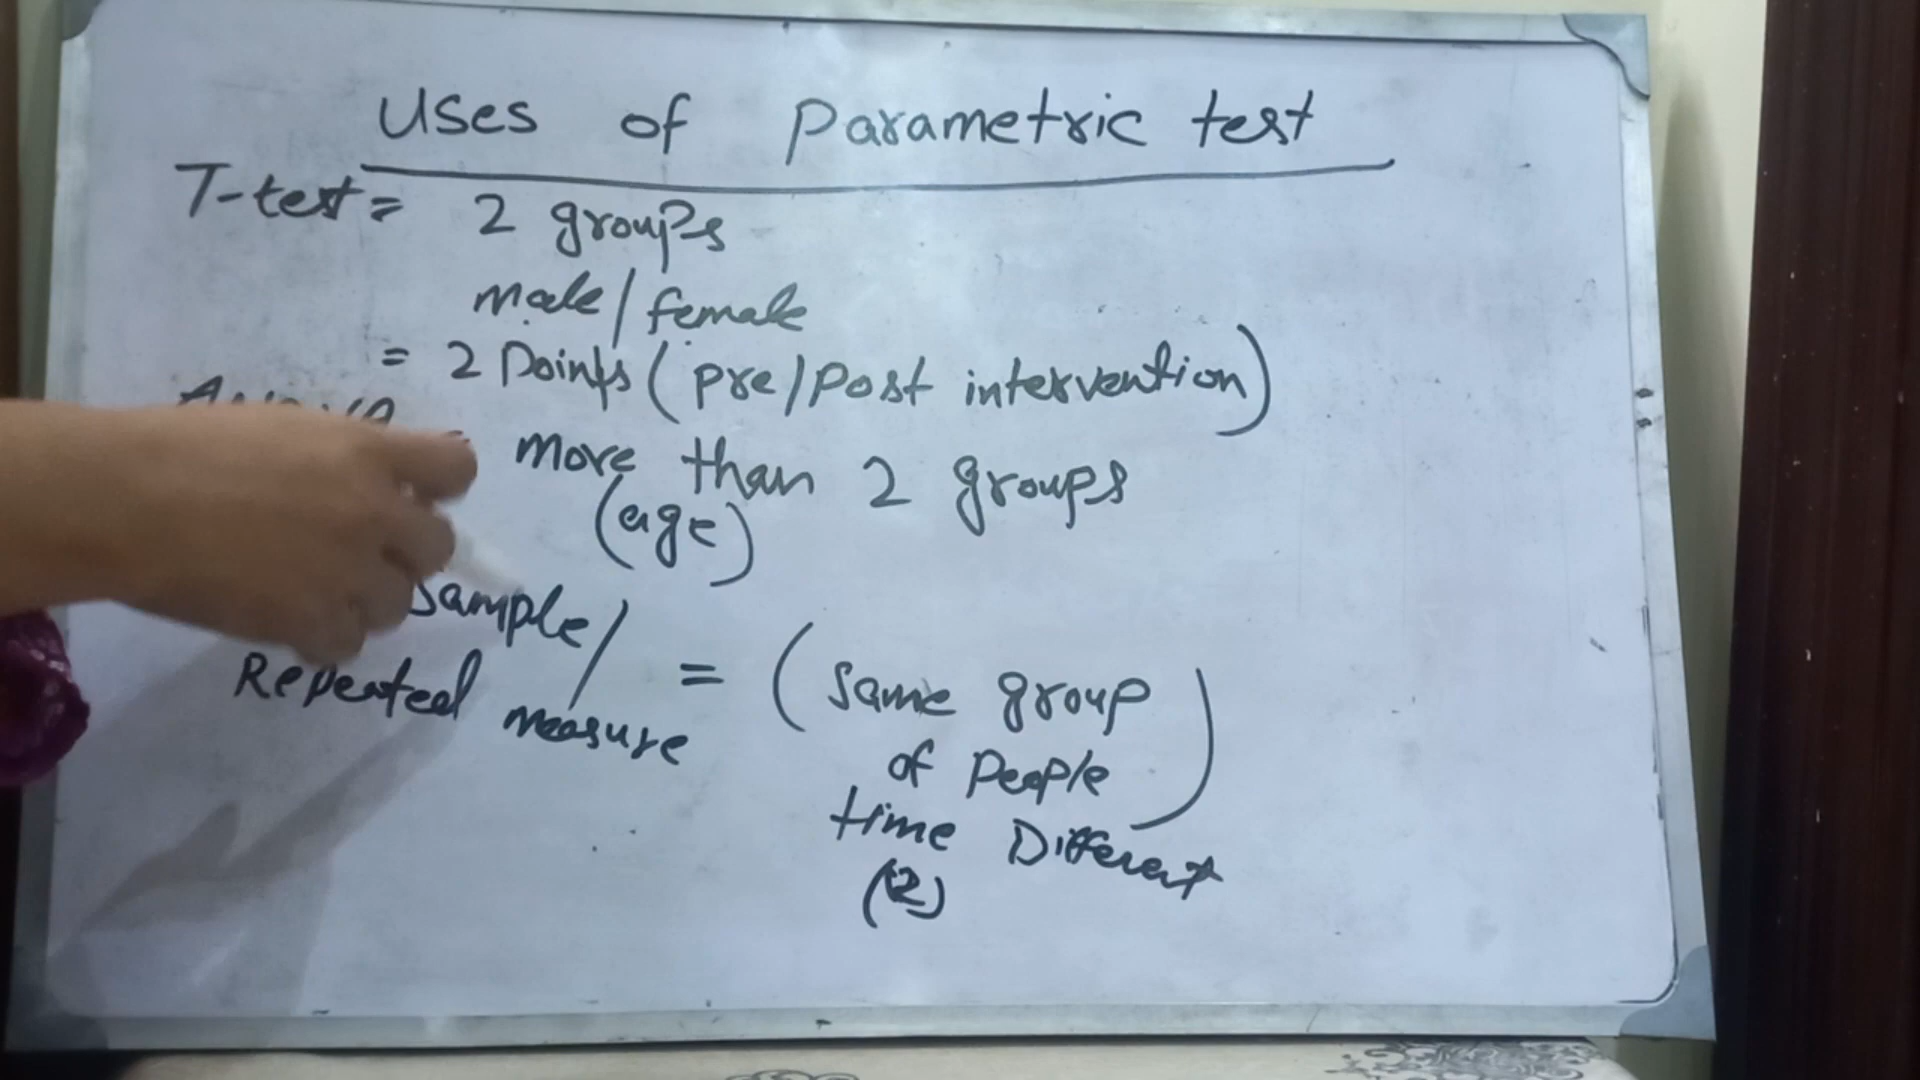 Uses of Parametric test
T-test = 2 groups
male / female
= 2 Points ( Pre / Post intervention )
more than 2 groups
(age)
Sample /
Repeated measure = ( Same group
of People
time Different )
(2)